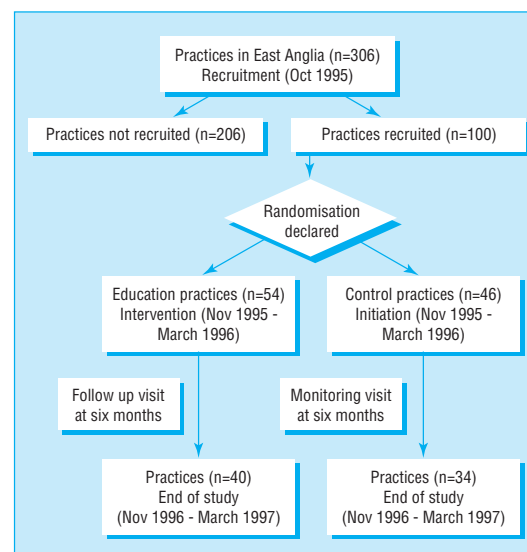 Practices in East Anglia (n=306)
Recruitment (Oct 1995)
Practices not recruited (n=206)
Practices recruited (n=100)
Randomisation
declared
Education practices (n=54)
Intervention (Nov 1995 -
March 1996)
Control practices (n=46)
Initiation (Nov 1995 -
March 1996)
Follow up visit
at six months
Monitoring visit
at six months
Practices (n=40)
End of study
(Nov 1996 - March 1997)
Practices (n=34)
End of study
(Nov 1996 - March 1997)